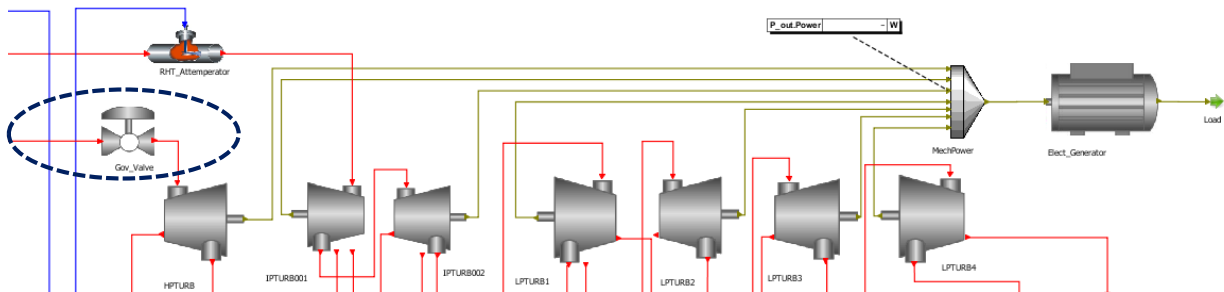 P_out.Power - W
RHT_Attemperator
Gov_Valve
MechPower
Elect_Generator
Load
HPTURB
IPTURB001
IPTURB002
LPTURB1
LPTURB2
LPTURB3
LPTURB4